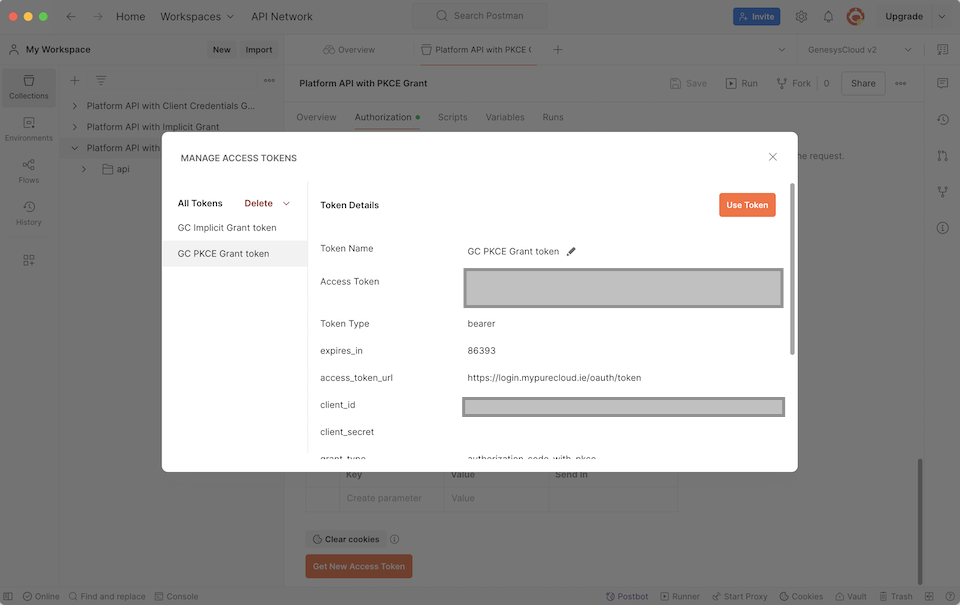 Home Workspaces API Network Search Postman Invite Upgrade
My Workspace New Import Overview Platform API with PKCE ( GenesysCloud v2
Collections
Environments
Flows
History
Platform API with Client Credentials G...
Platform API with Implicit Grant
Platform API with
api
Platform API with PKCE Grant Save Run Fork 0 Share
Overview Authorization Scripts Variables Runs
he request.
MANAGE ACCESS TOKENS
All Tokens Delete
GC Implicit Grant token
GC PKCE Grant token
Token Details Use Token
Token Name GC PKCE Grant token
Access Token
Token Type bearer
expires_in 86393
access_token_url https://login.mypurecloud.ie/oauth/token
client_id
client_secret
grant_type authorization_code_with_pkce
Key Value Send In
Create parameter Value
Clear cookies
Get New Access Token
Online Find and replace Console Postbot Runner Start Proxy Cookies Vault Trash